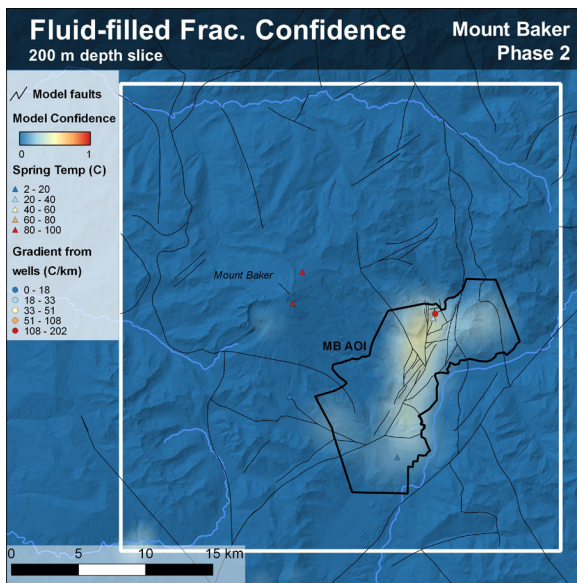 Fluid-filled Frac. Confidence
200 m depth slice
Mount Baker
Phase 2
Model faults
Model Confidence
0 1
Spring Temp (C)
2 - 20
20 - 40
40 - 60
60 - 80
80 - 100
Gradient from
wells (C/km)
0 - 18
18 - 33
33 - 51
51 - 108
108 - 202
Mount Baker
MB AOI
0 5 10 15 km